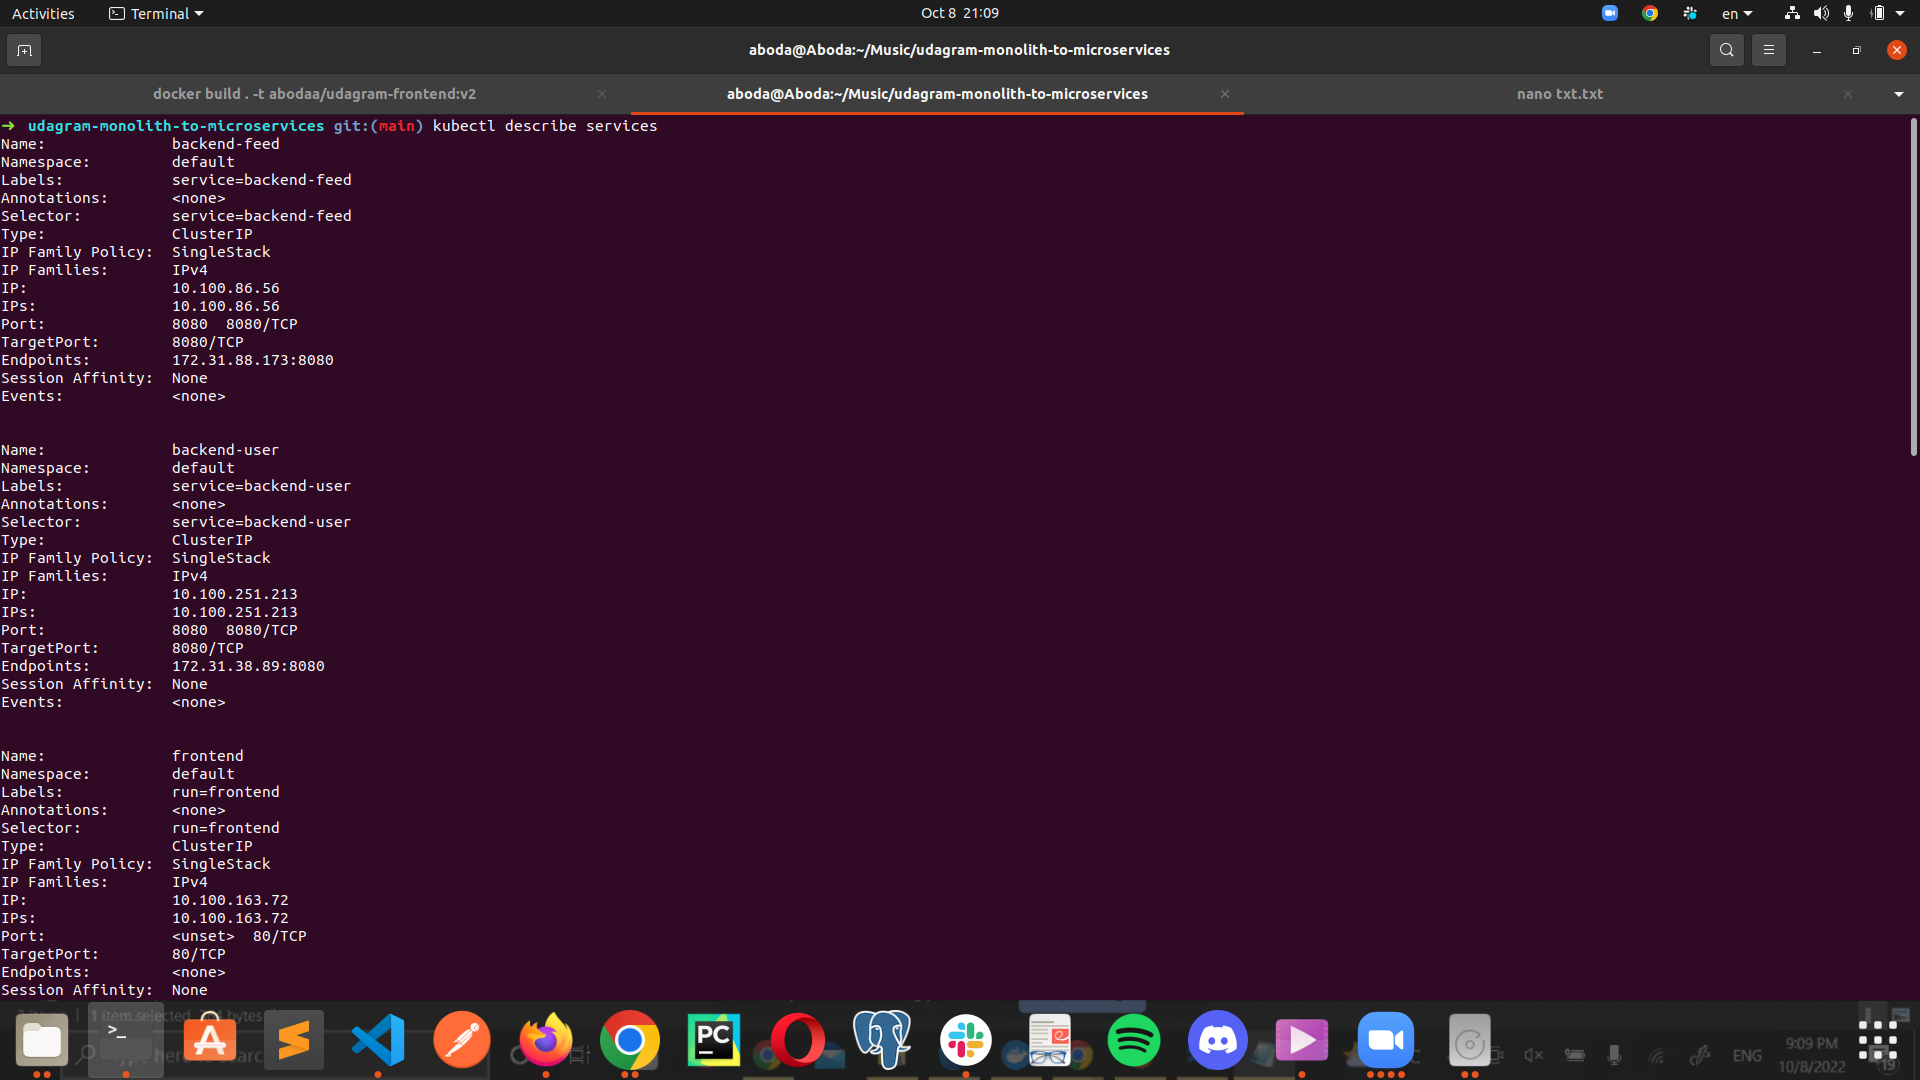 Activities Terminal Oct 8 21:09 en
aboda@Aboda:~/Music/udagram-monolith-to-microservices
docker build . -t abodaa/udagram-frontend:v2 aboda@Aboda:~/Music/udagram-monolith-to-microservices nano txt.txt
➜ udagram-monolith-to-microservices git:(main) kubectl describe services
Name: backend-feed
Namespace: default
Labels: service=backend-feed
Annotations: <none>
Selector: service=backend-feed
Type: ClusterIP
IP Family Policy: SingleStack
IP Families: IPv4
IP: 10.100.86.56
IPs: 10.100.86.56
Port: 8080 8080/TCP
TargetPort: 8080/TCP
Endpoints: 172.31.88.173:8080
Session Affinity: None
Events: <none>
Name: backend-user
Namespace: default
Labels: service=backend-user
Annotations: <none>
Selector: service=backend-user
Type: ClusterIP
IP Family Policy: SingleStack
IP Families: IPv4
IP: 10.100.251.213
IPs: 10.100.251.213
Port: 8080 8080/TCP
TargetPort: 8080/TCP
Endpoints: 172.31.38.89:8080
Session Affinity: None
Events: <none>
Name: frontend
Namespace: default
Labels: run=frontend
Annotations: <none>
Selector: run=frontend
Type: ClusterIP
IP Family Policy: SingleStack
IP Families: IPv4
IP: 10.100.163.72
IPs: 10.100.163.72
Port: <unset> 80/TCP
TargetPort: 80/TCP
Endpoints: <none>
Session Affinity: None
1 item selected
PC
ENG
9:09 PM
10/8/2022
19